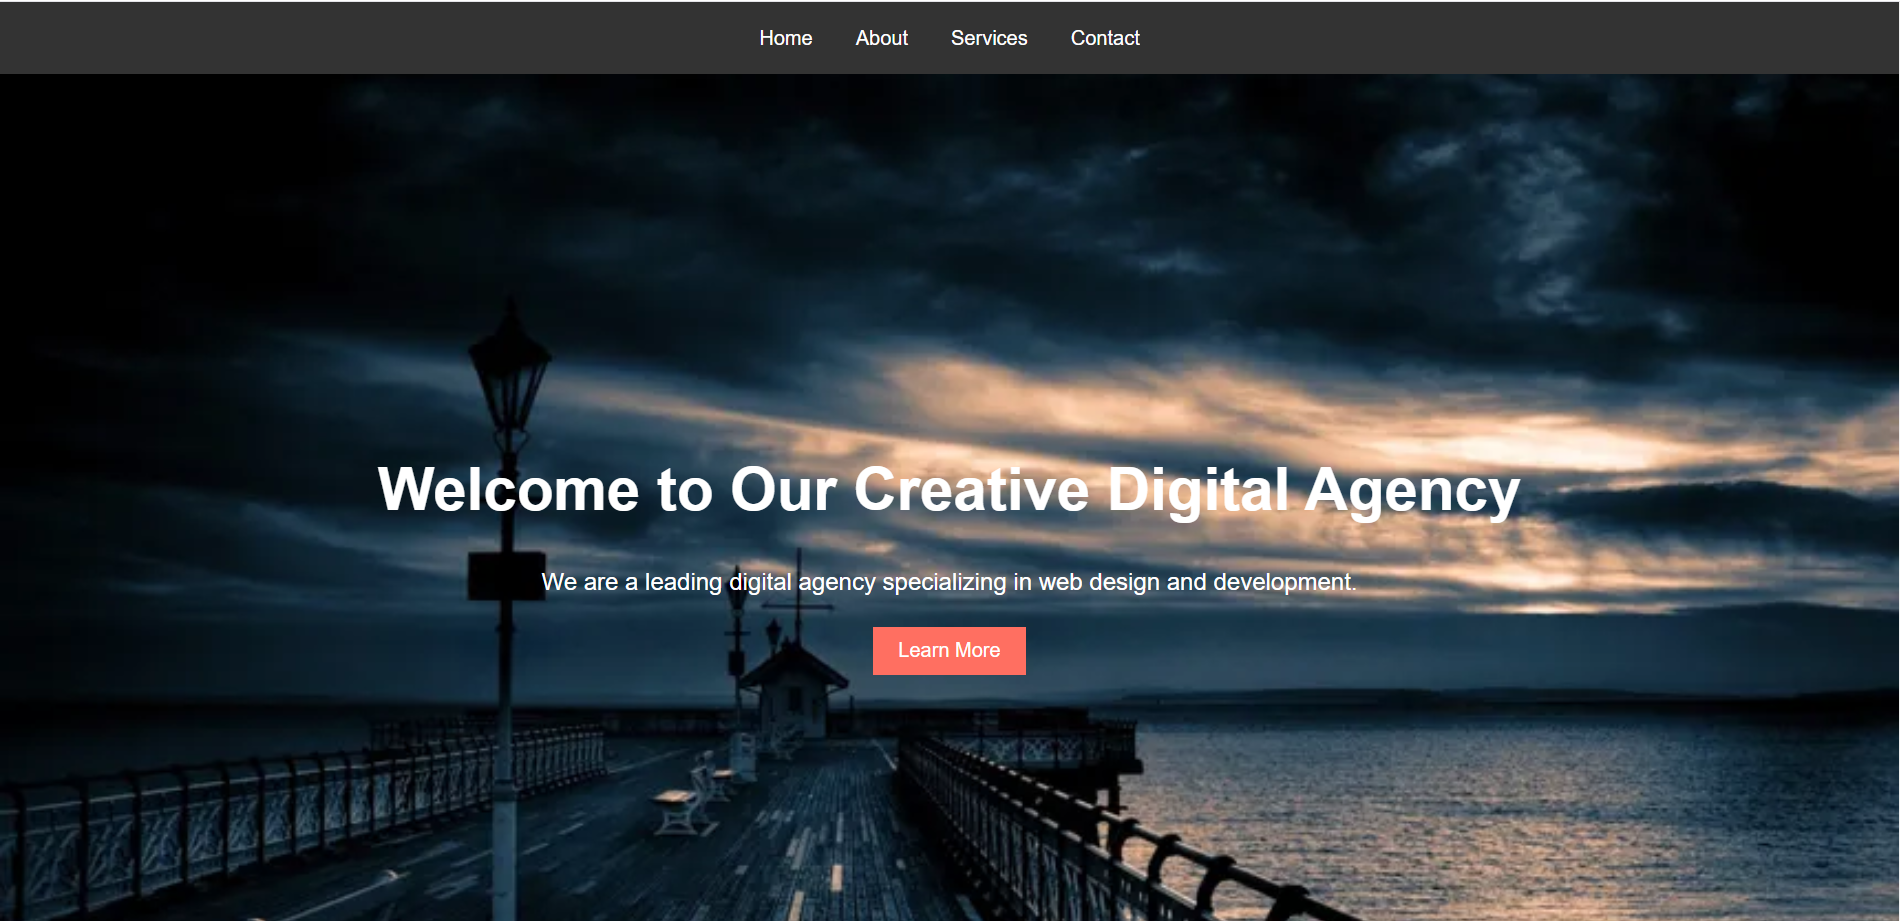 Home About Services Contact
Welcome to Our Creative Digital Agency
We are a leading digital agency specializing in web design and development.
Learn More